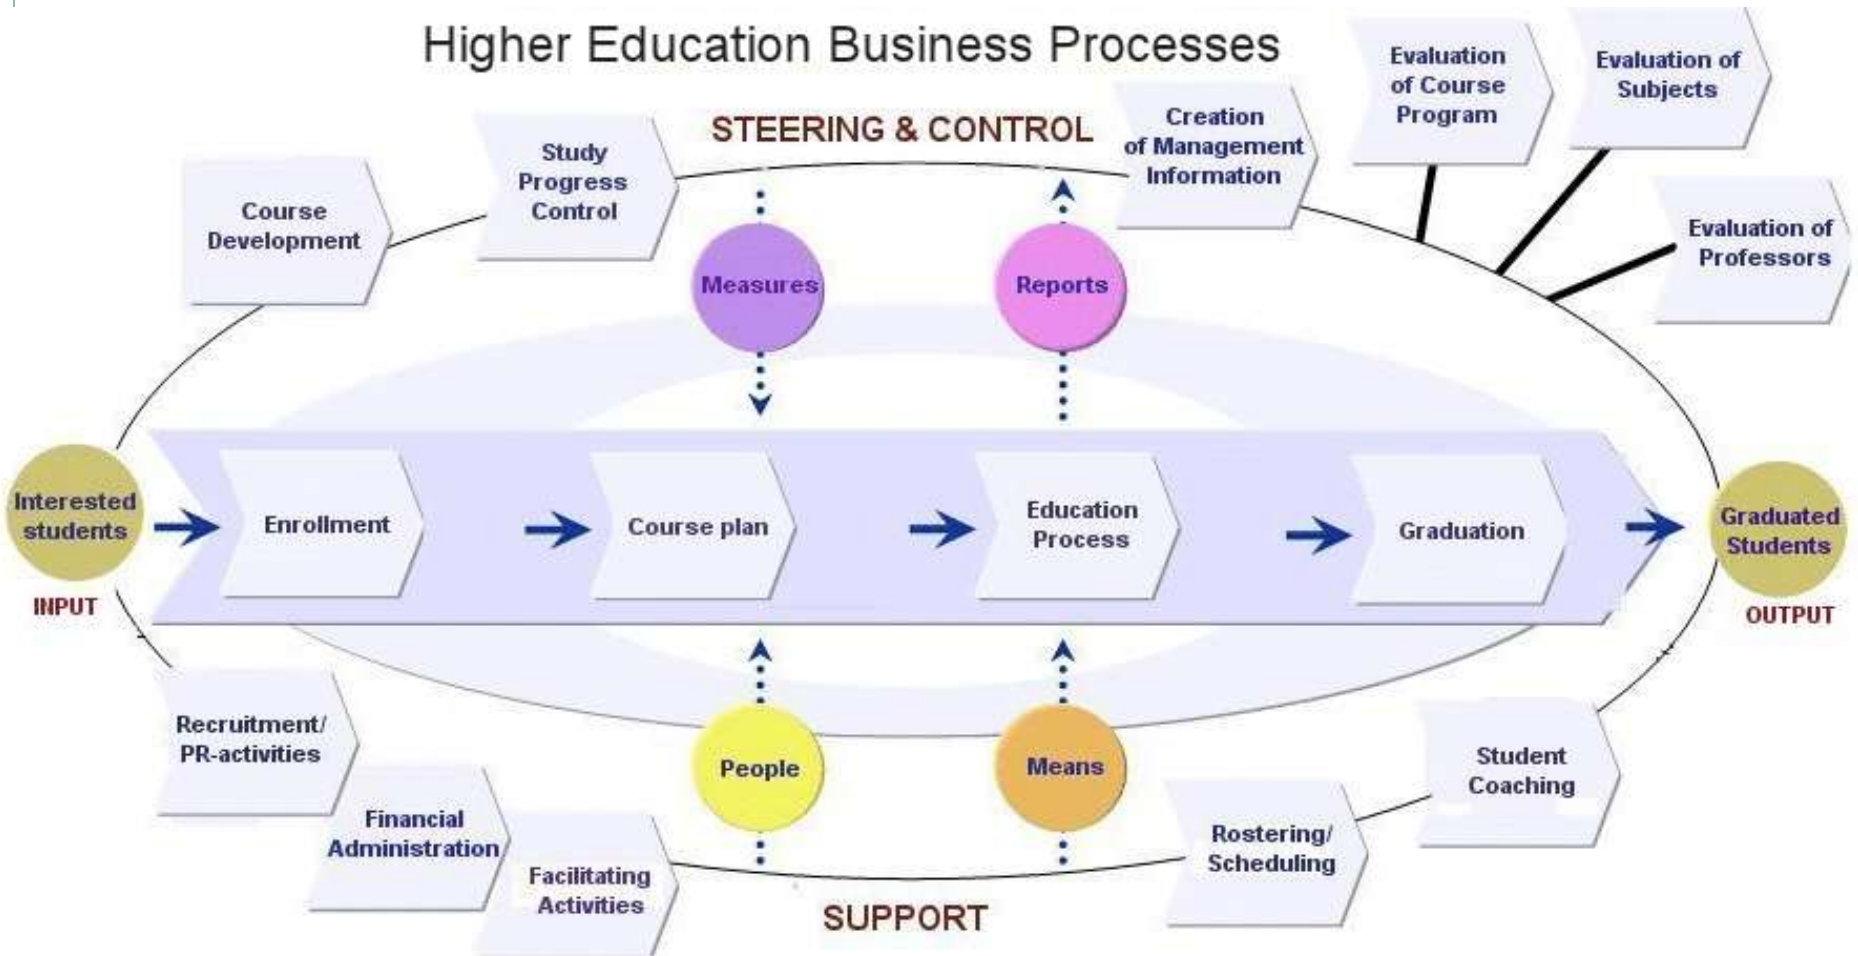 Higher Education Business Processes
Evaluation
of Course
Program
Evaluation of
Subjects
Creation
of Management
Information
STEERING & CONTROL
Study
Progress
Control
Course
Development
Evaluation of
Professors
Measures
Reports
Interested
students
INPUT
Enrollment
Course plan
Education
Process
Graduation
Graduated
Students
OUTPUT
Recruitment/
PR-activities
Financial
Administration
Facilitating
Activities
People
Means
Rostering/
Scheduling
Student
Coaching
SUPPORT